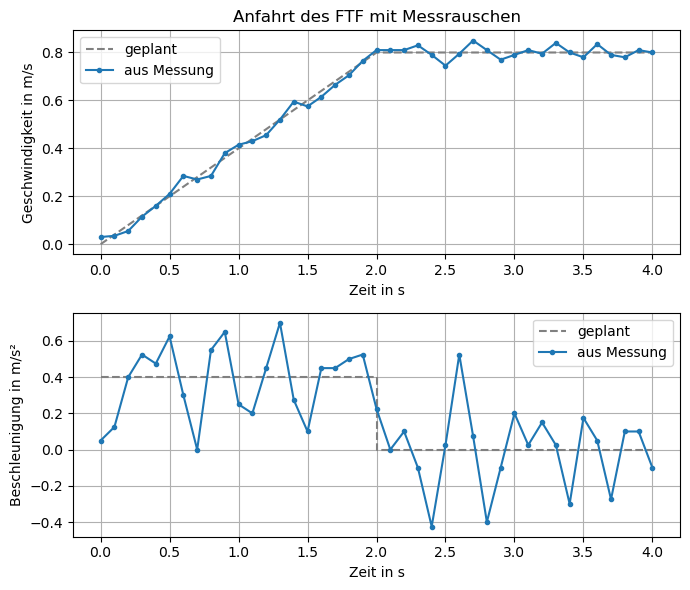 Anfahrt des FTF mit Messrauschen
geplant
aus Messung
Geschwindigkeit in m/s
0.8
0.6
0.4
0.2
0.0
0.0 0.5 1.0 1.5 2.0 2.5 3.0 3.5 4.0
Zeit in s
geplant
aus Messung
Beschleunigung in m/s²
0.6
0.4
0.2
0.0
−0.2
−0.4
0.0 0.5 1.0 1.5 2.0 2.5 3.0 3.5 4.0
Zeit in s